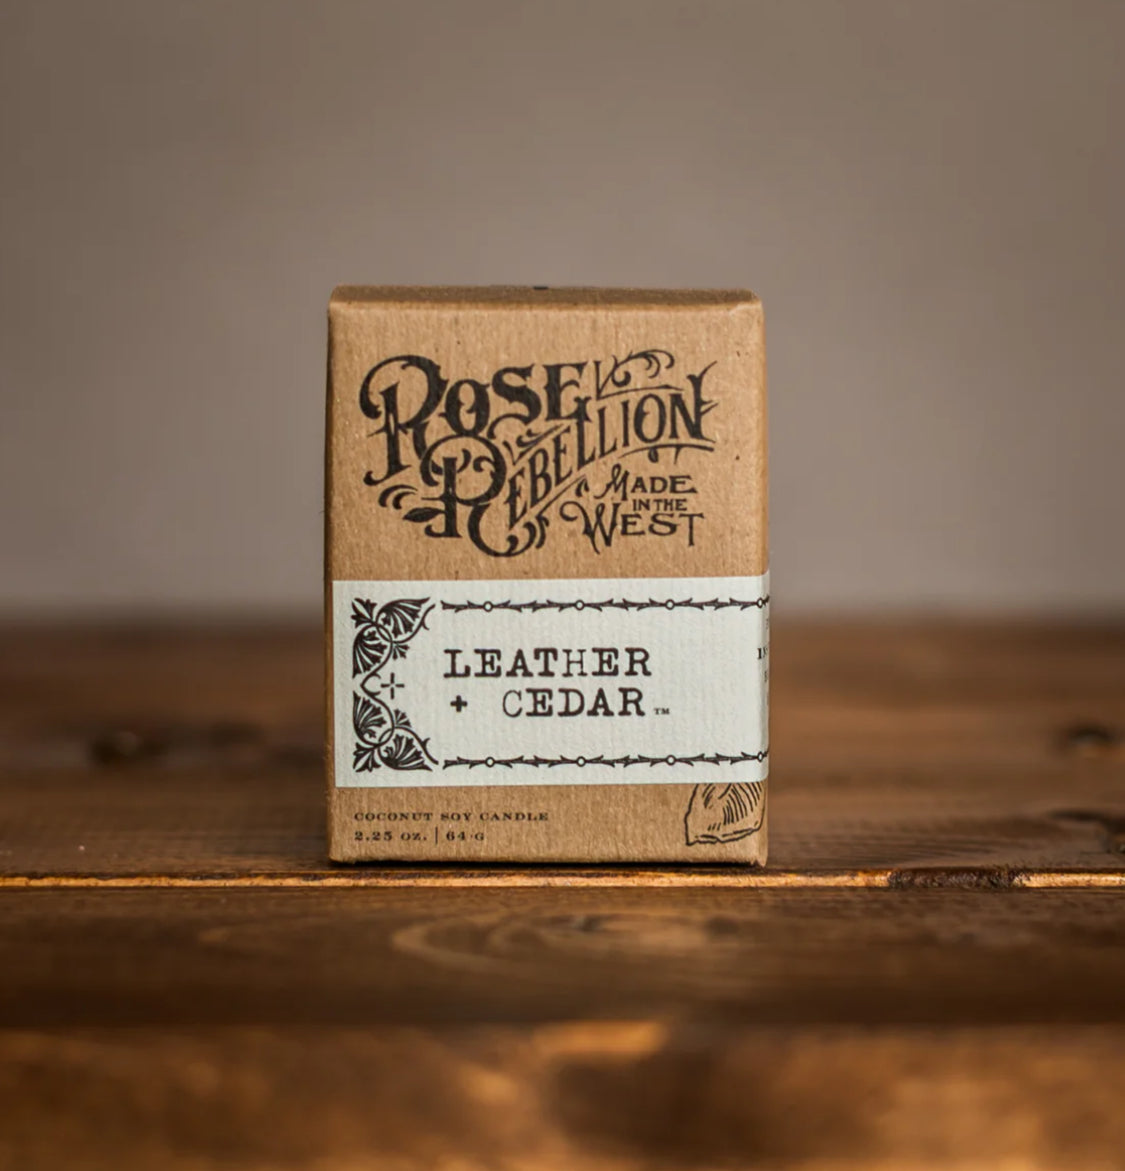 ROSE
REBELLION
MADE
IN THE
WEST
LEATHER
+ CEDAR™
COCONUT SOY CANDLE
2.25 OZ. | 64 G